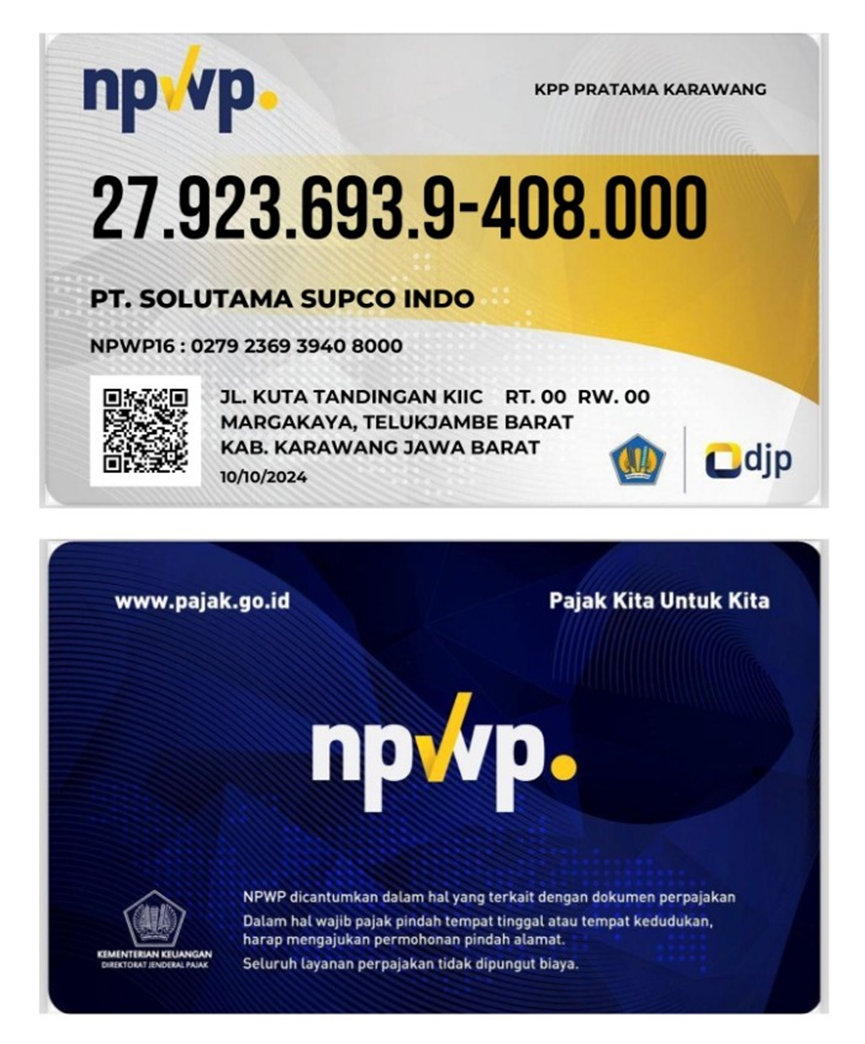 npwp.
KPP PRATAMA KARAWANG
27.923.693.9-408.000
PT. SOLUTAMA SUPCO INDO
NPWP16 : 0279 2369 3940 8000
JL. KUTA TANDINGAN KIIC RT. 00 RW. 00
MARGAKAYA, TELUKJAMBE BARAT
KAB. KARAWANG JAWA BARAT
10/10/2024
djp
www.pajak.go.id
Pajak Kita Untuk Kita
npwp.
NPWP dicantumkan dalam hal yang terkait dengan dokumen perpajakan
Dalam hal wajib pajak pindah tempat tinggal atau tempat kedudukan,
harap mengajukan permohonan pindah alamat.
Seluruh layanan perpajakan tidak dipungut biaya.
KEMENTERIAN KEUANGAN
DIREKTORAT JENDERAL PAJAK